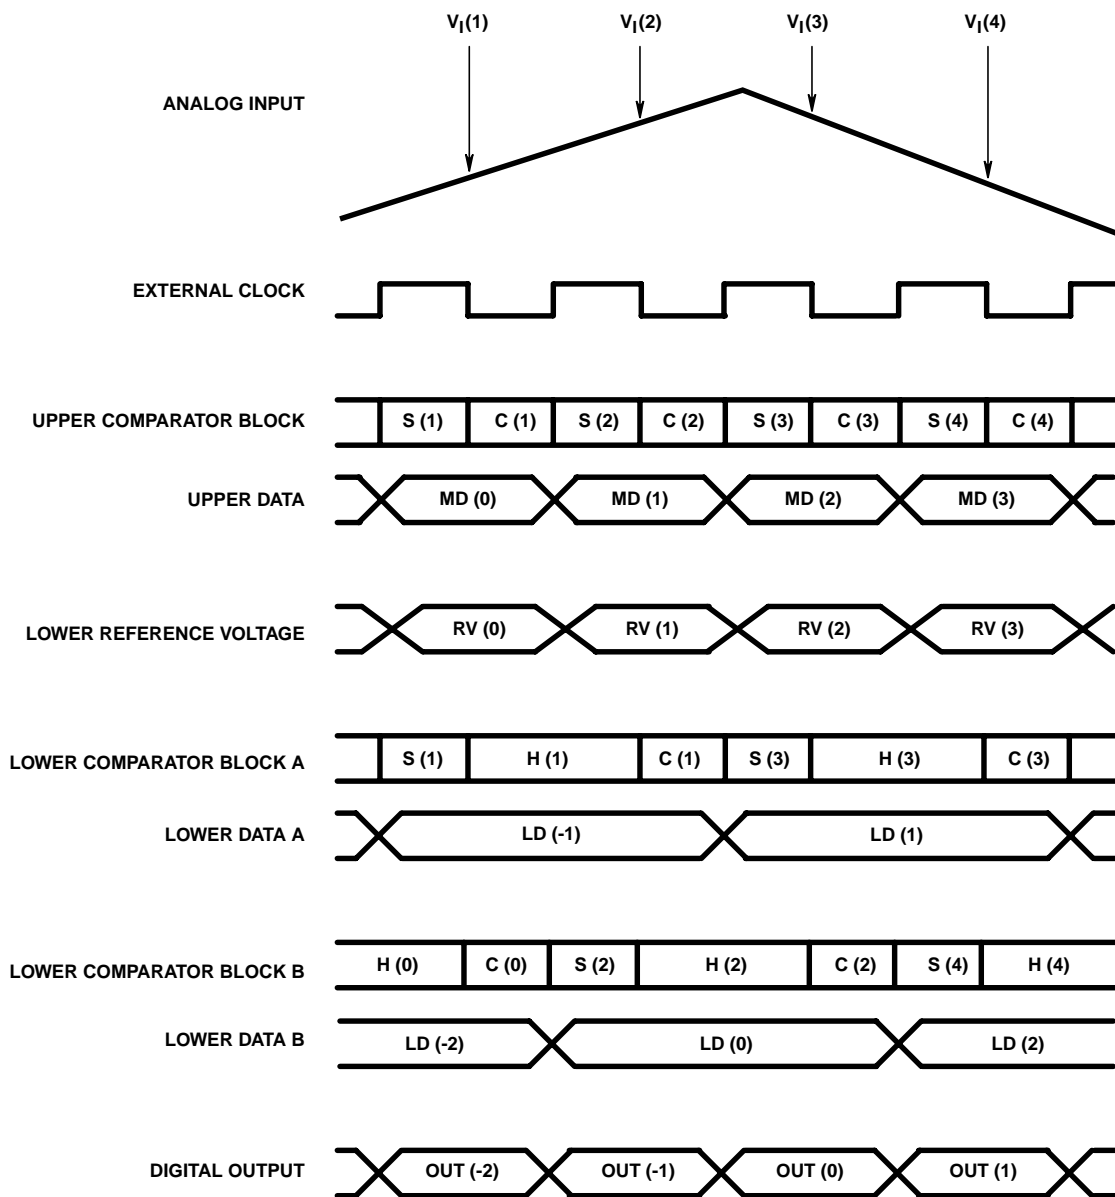 VI(1) VI(2) VI(3) VI(4)
ANALOG INPUT
EXTERNAL CLOCK
UPPER COMPARATOR BLOCK S (1) C (1) S (2) C (2) S (3) C (3) S (4) C (4)
UPPER DATA MD (0) MD (1) MD (2) MD (3)
LOWER REFERENCE VOLTAGE RV (0) RV (1) RV (2) RV (3)
LOWER COMPARATOR BLOCK A S (1) H (1) C (1) S (3) H (3) C (3)
LOWER DATA A LD (-1) LD (1)
LOWER COMPARATOR BLOCK B H (0) C (0) S (2) H (2) C (2) S (4) H (4)
LOWER DATA B LD (-2) LD (0) LD (2)
DIGITAL OUTPUT OUT (-2) OUT (-1) OUT (0) OUT (1)